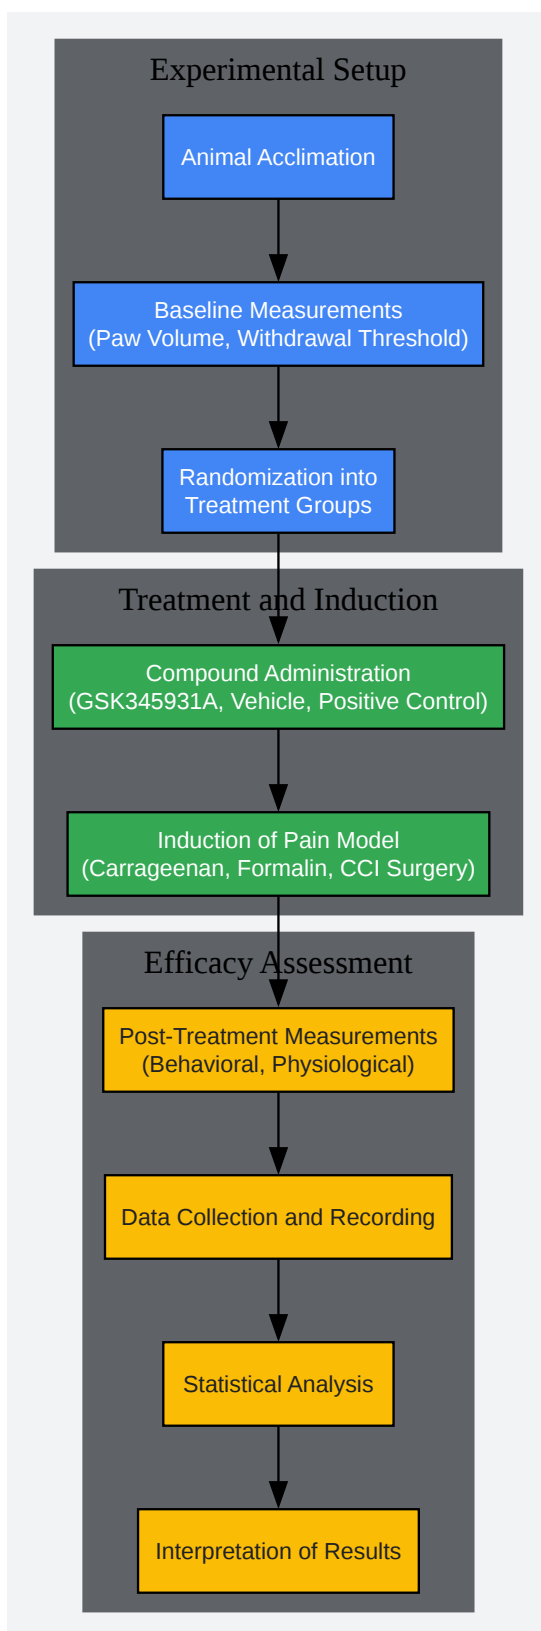 Experimental Setup
Animal Acclimation
Baseline Measurements
(Paw Volume, Withdrawal Threshold)
Randomization into
Treatment Groups
Treatment and Induction
Compound Administration
(GSK345931A, Vehicle, Positive Control)
Induction of Pain Model
(Carrageenan, Formalin, CCI Surgery)
Efficacy Assessment
Post-Treatment Measurements
(Behavioral, Physiological)
Data Collection and Recording
Statistical Analysis
Interpretation of Results